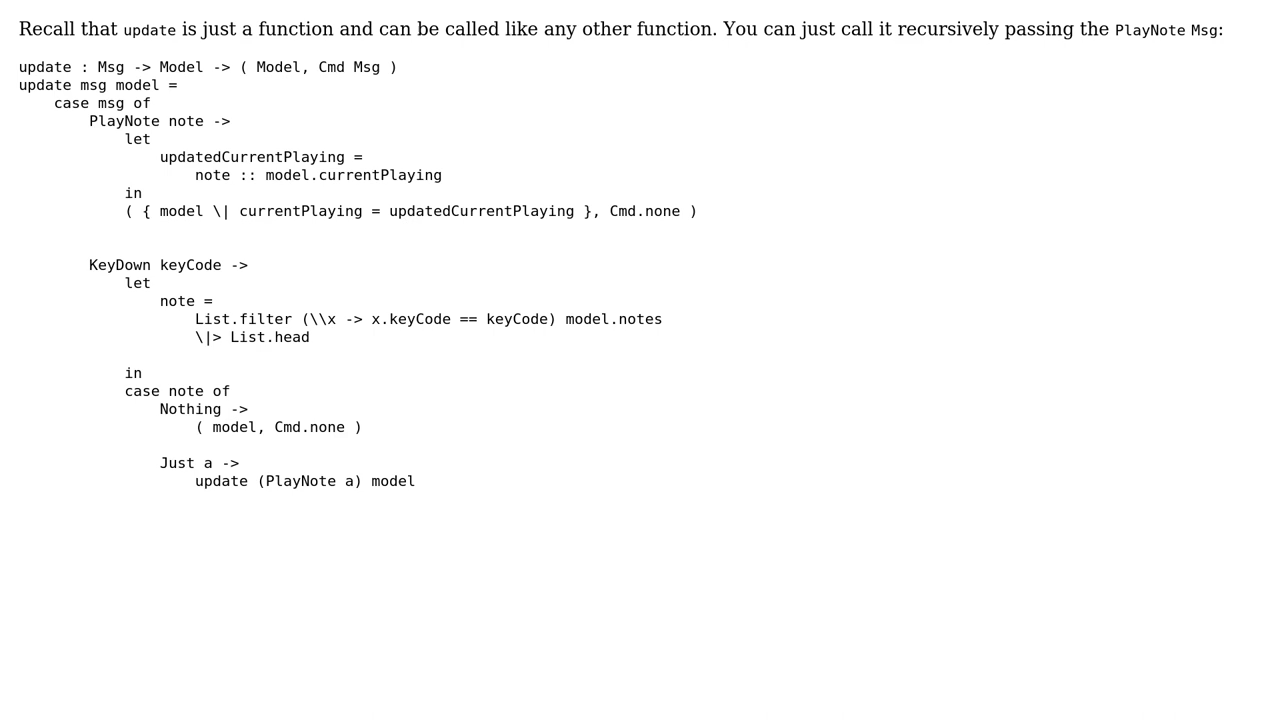 Recall that update is just a function and can be called like any other function. You can just call it recursively passing the PlayNote Msg:
update : Msg -> Model -> ( Model, Cmd Msg )
update msg model =
    case msg of
        PlayNote note ->
            let
                updatedCurrentPlaying =
                    note :: model.currentPlaying
            in
            ( { model \| currentPlaying = updatedCurrentPlaying }, Cmd.none )
        KeyDown keyCode ->
            let
                note =
                    List.filter (\\x -> x.keyCode == keyCode) model.notes
                    \|> List.head
            in
            case note of
                Nothing ->
                    ( model, Cmd.none )
                Just a ->
                    update (PlayNote a) model